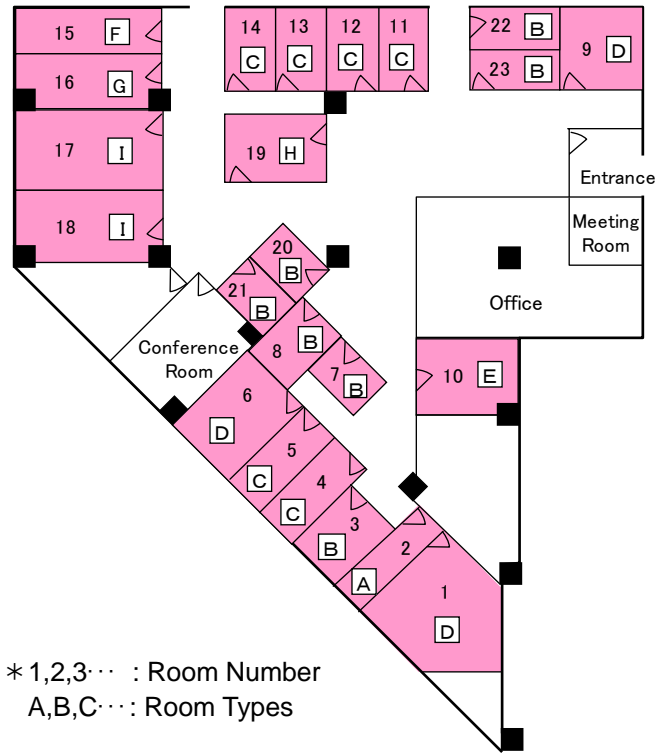 15 F
14
13
12
11
22 B
16 G
C
C
C
C
23 B
9 D
17 I
19 H
Entrance
18 I
Meeting
Room
20
B
21
B
Office
Conference
Room
8
B
7
B
10 E
6
D
5
C
4
C
3
B
2
A
1
D
*1,2,3··· : Room Number
A,B,C··· : Room Types